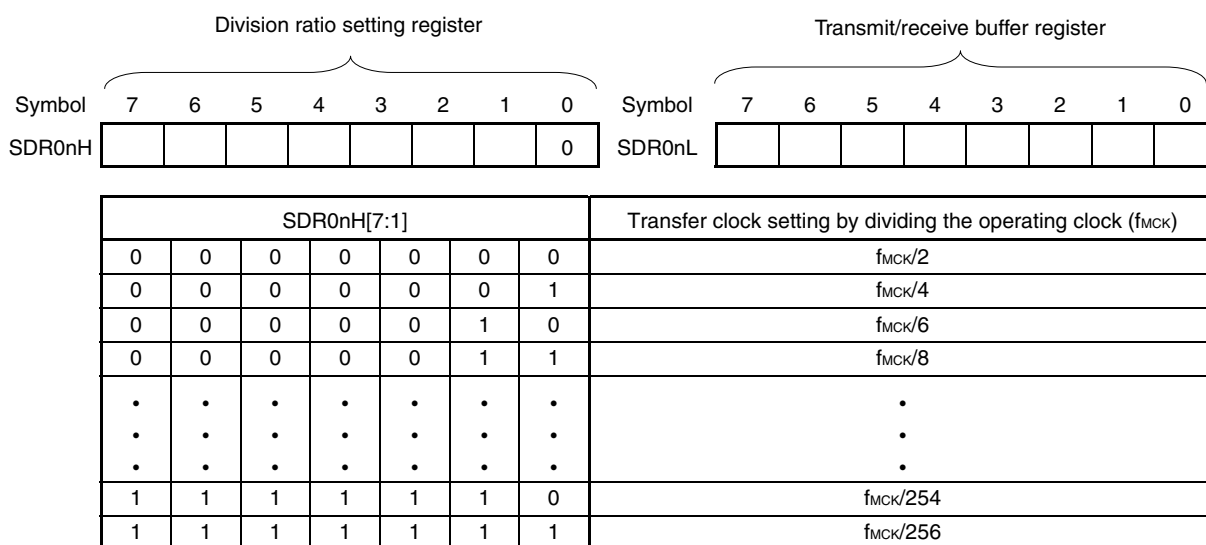 Division ratio setting register Transmit/receive buffer register
Symbol 7 6 5 4 3 2 1 0 Symbol 7 6 5 4 3 2 1 0
SDR0nH 0 SDR0nL
SDR0nH[7:1] Transfer clock setting by dividing the operating clock (fMCK)
0 0 0 0 0 0 0 fMCK/2
0 0 0 0 0 0 1 fMCK/4
0 0 0 0 0 1 0 fMCK/6
0 0 0 0 0 1 1 fMCK/8
• • • • • • • •
• • • • • • • •
• • • • • • • •
1 1 1 1 1 1 0 fMCK/254
1 1 1 1 1 1 1 fMCK/256